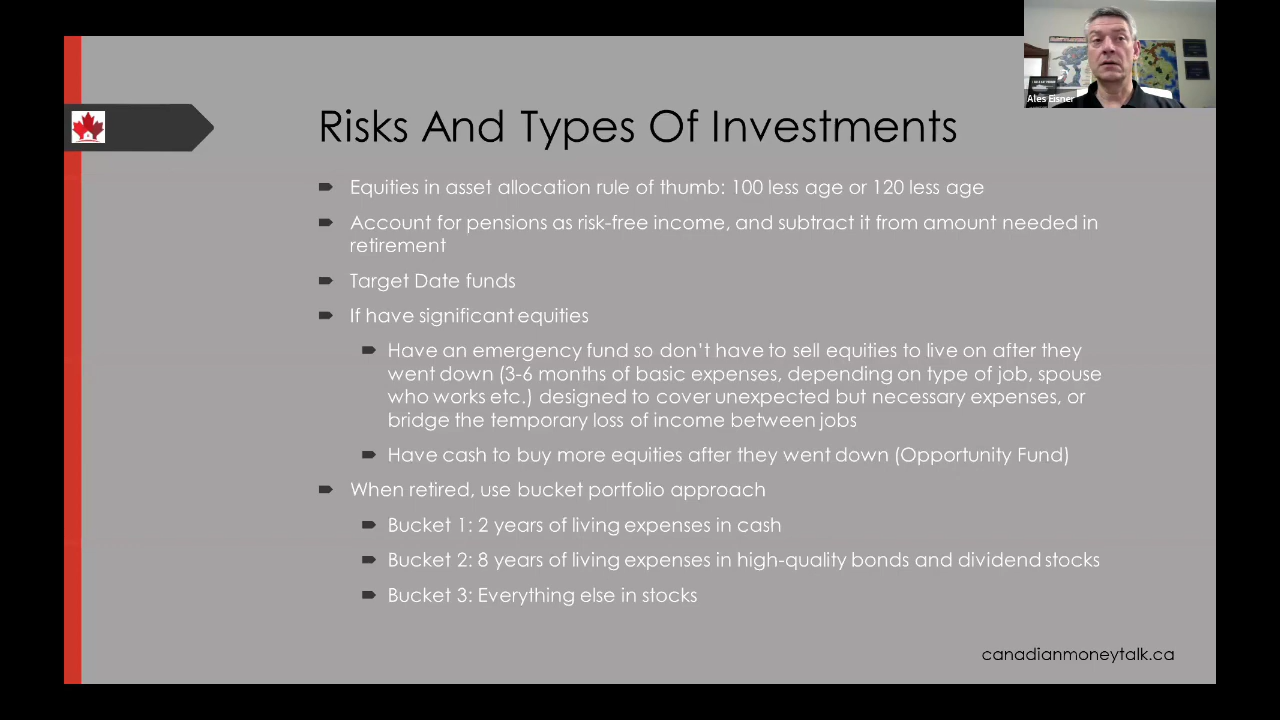 Ales Eisner
Risks And Types Of Investments
Equities in asset allocation rule of thumb: 100 less age or 120 less age
Account for pensions as risk-free income, and subtract it from amount needed in
retirement
Target Date funds
If have significant equities
Have an emergency fund so don't have to sell equities to live on after they
went down (3-6 months of basic expenses, depending on type of job, spouse
who works etc.) designed to cover unexpected but necessary expenses, or
bridge the temporary loss of income between jobs
Have cash to buy more equities after they went down (Opportunity Fund)
When retired, use bucket portfolio approach
Bucket 1: 2 years of living expenses in cash
Bucket 2: 8 years of living expenses in high-quality bonds and dividend stocks
Bucket 3: Everything else in stocks
canadianmoneytalk.ca